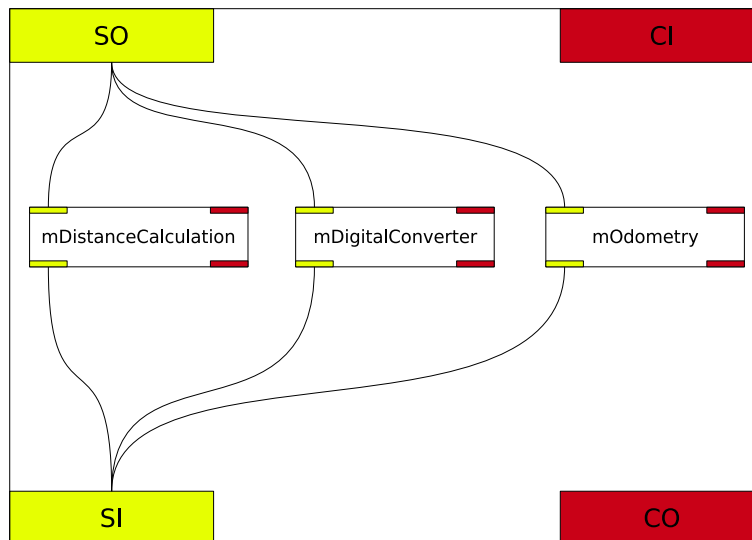 SO
CI
mDistanceCalculation
mDigitalConverter
mOdometry
SI
CO